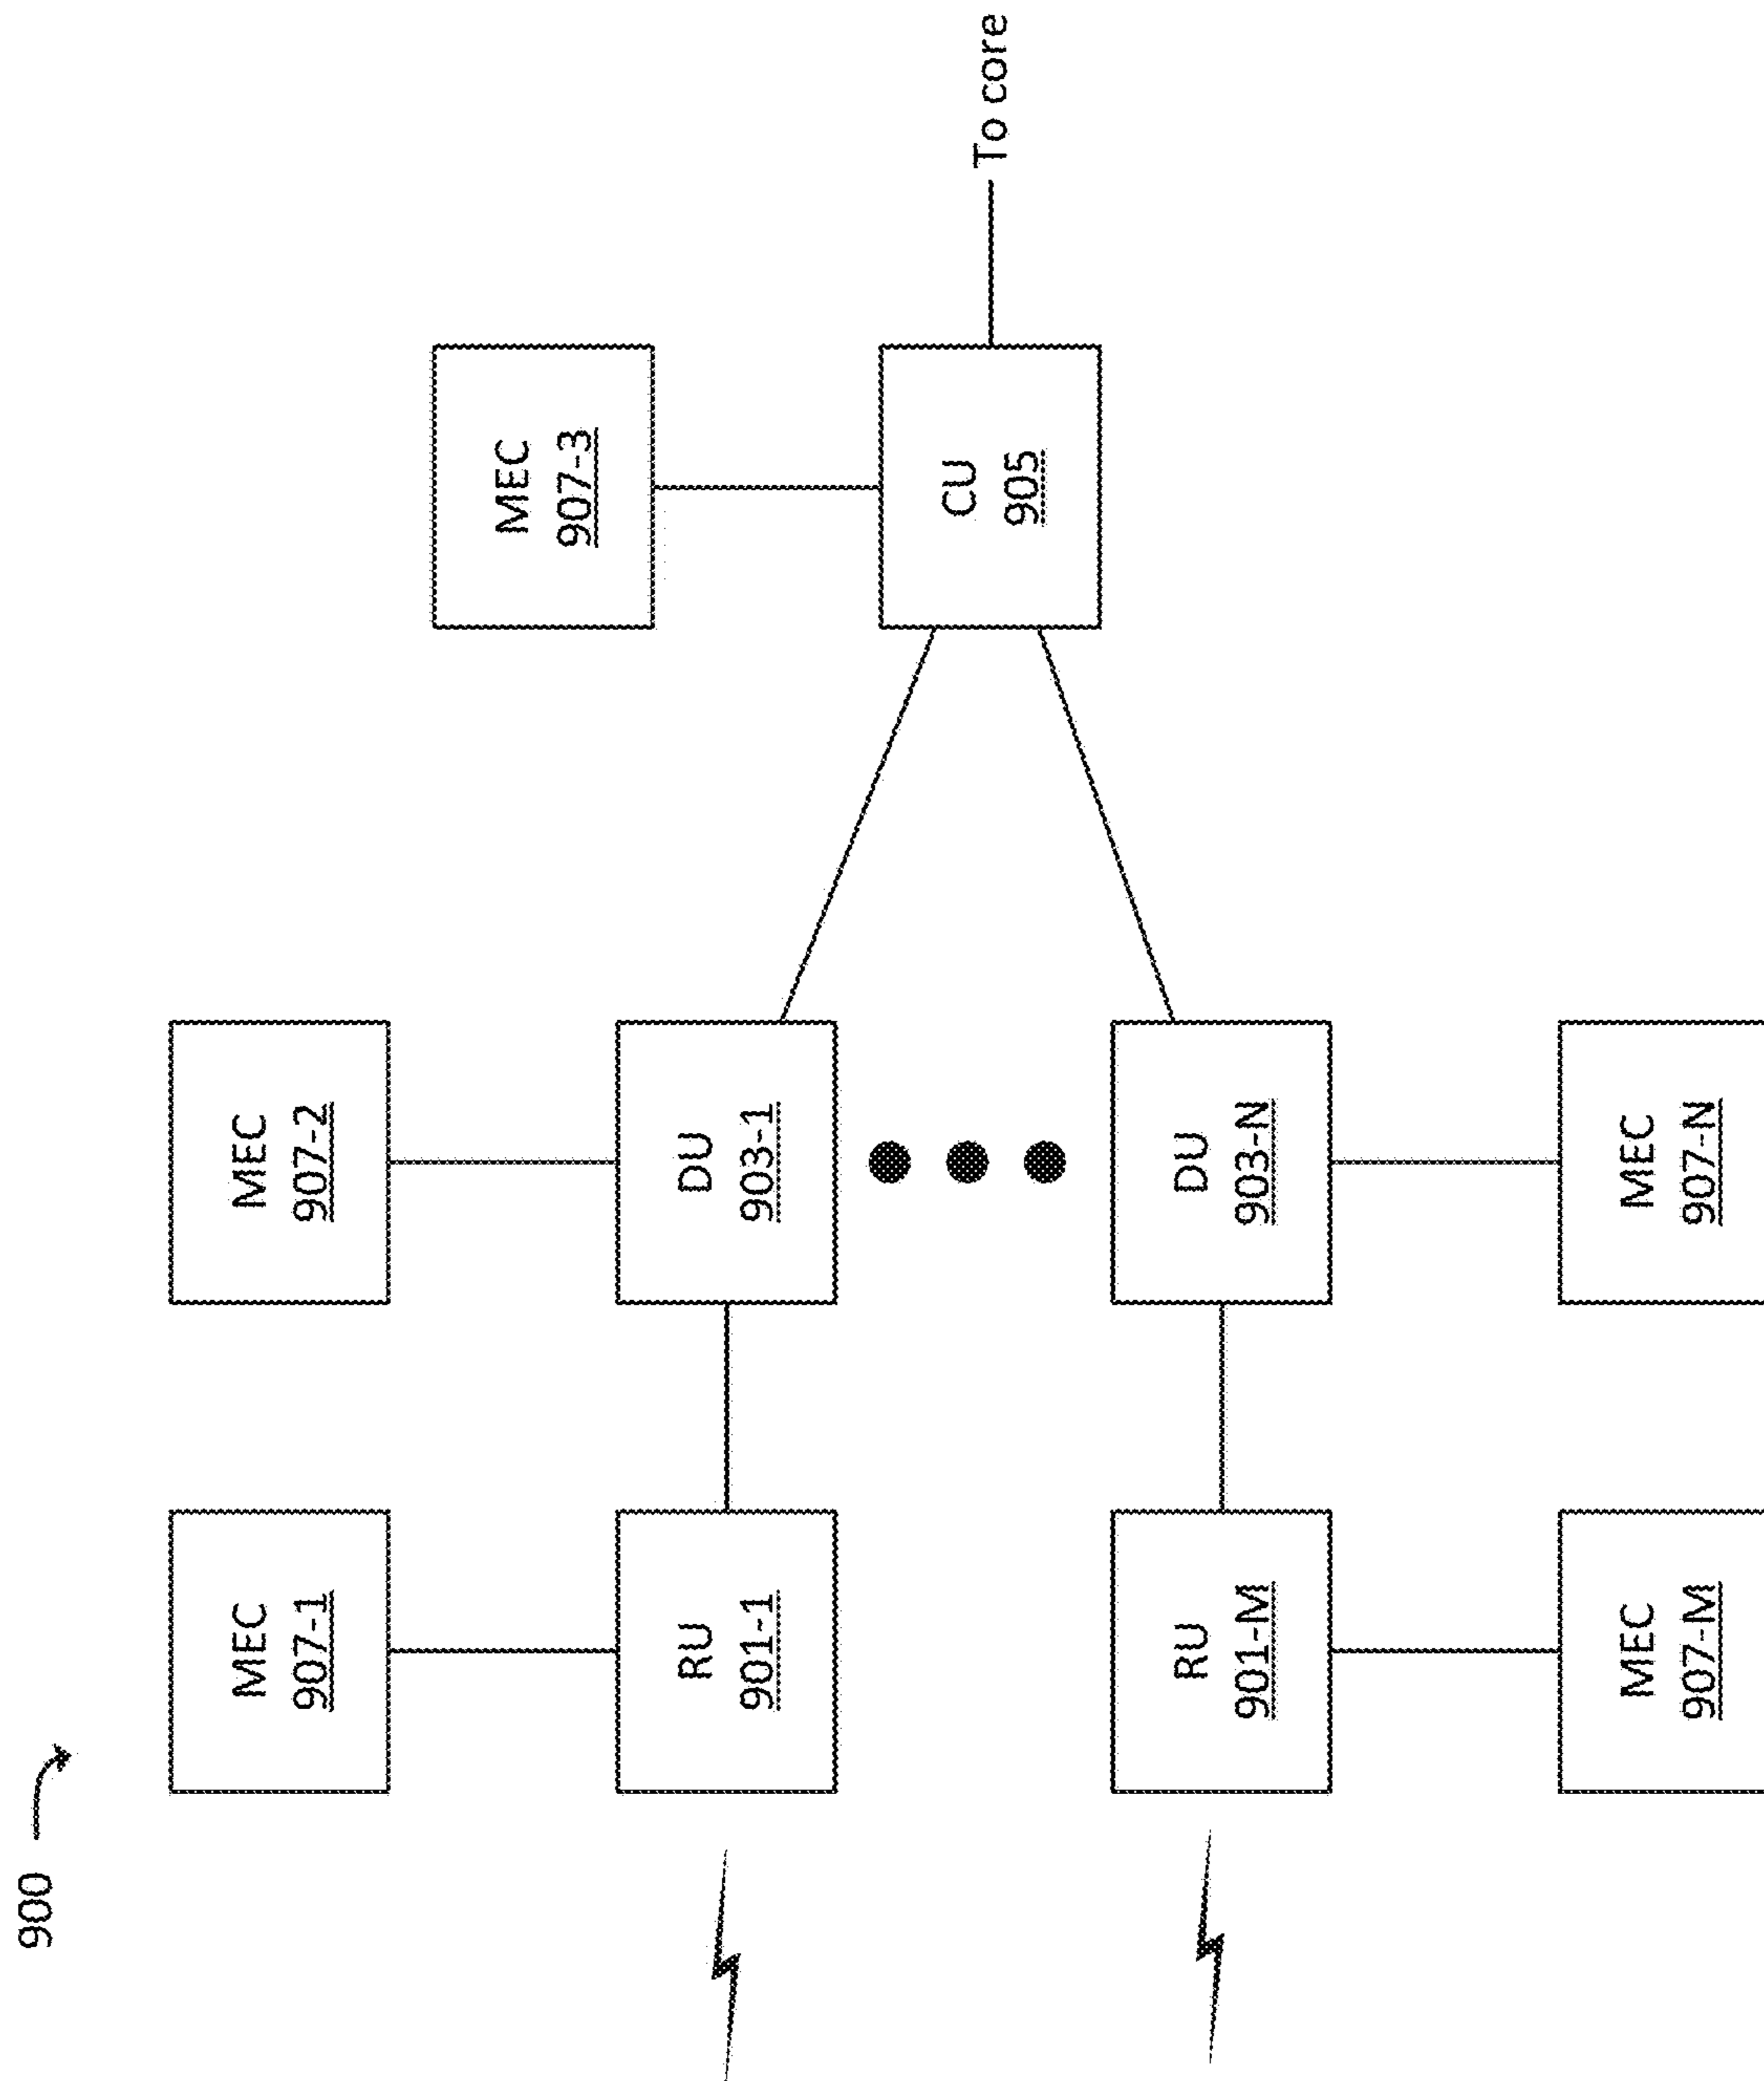 900
MEC
907-1
MEC
907-2
MEC
907-3
RU
901-1
DU
903-1
CU
905
To core
RU
901-M
DU
903-N
MEC
907-M
MEC
907-N